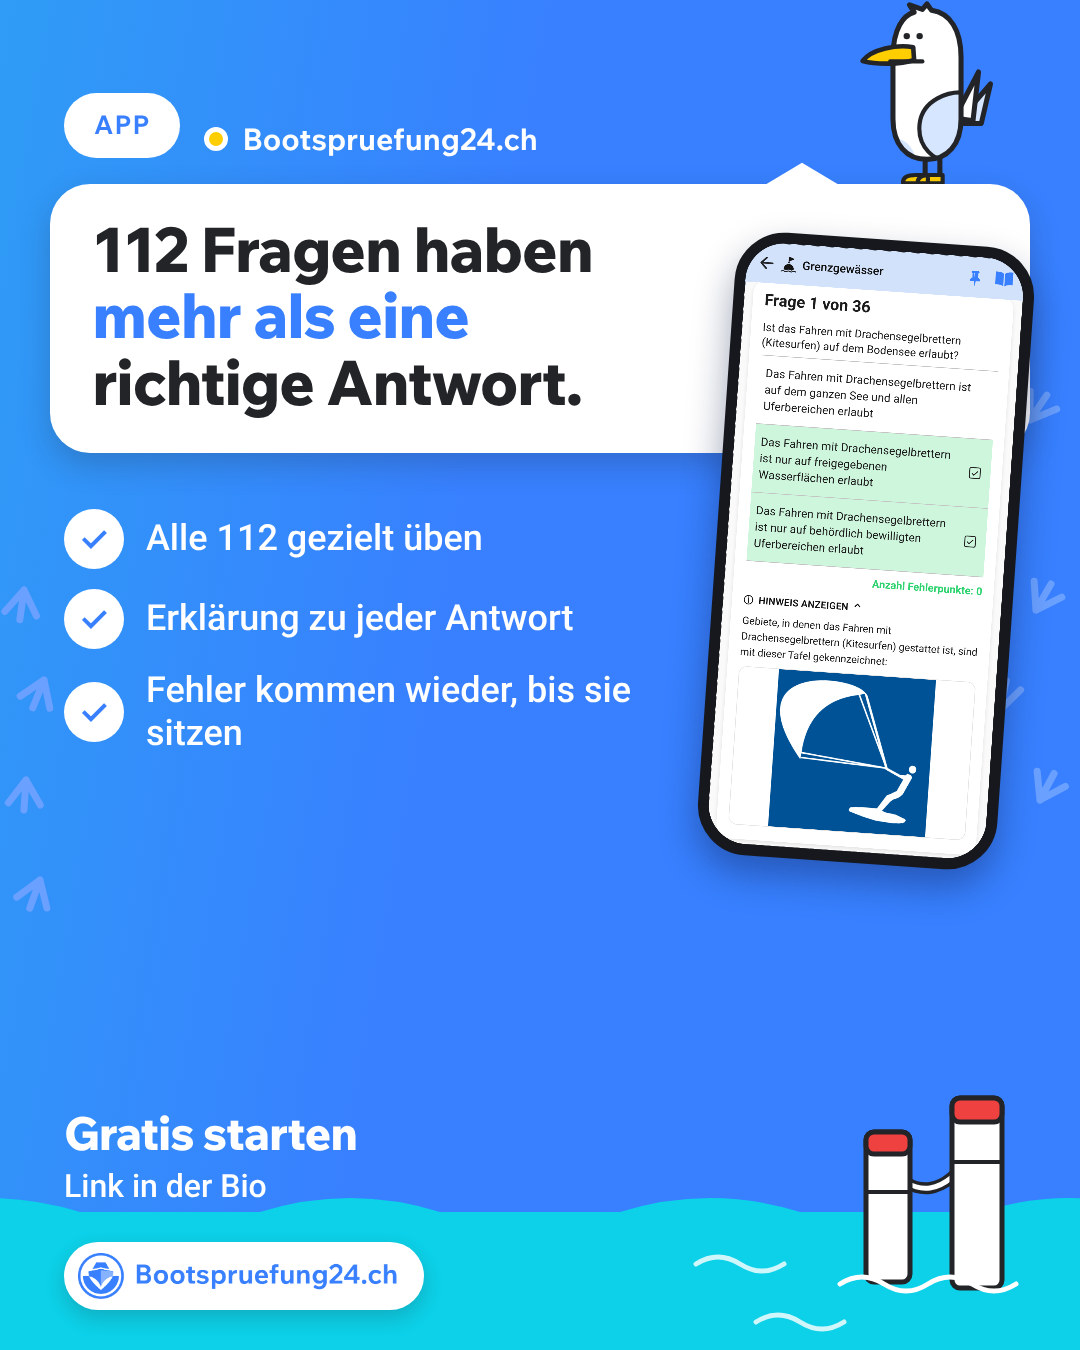 APP
Bootspruefung24.ch
112 Fragen haben
mehr als eine
richtige Antwort.
Alle 112 gezielt üben
Erklärung zu jeder Antwort
Fehler kommen wieder, bis sie
sitzen
Grenzgewässer
Frage 1 von 36
Ist das Fahren mit Drachensegelbrettern
(Kitesurfen) auf dem Bodensee erlaubt?
Das Fahren mit Drachensegelbrettern ist
auf dem ganzen See und allen
Uferbereichen erlaubt
Das Fahren mit Drachensegelbrettern
ist nur auf freigegebenen
Wasserflächen erlaubt
Das Fahren mit Drachensegelbrettern
ist nur auf behördlich bewilligten
Uferbereichen erlaubt
Anzahl Fehlerpunkte: 0
HINWEIS ANZEIGEN
Gebiete, in denen das Fahren mit
Drachensegelbrettern (Kitesurfen) gestattet ist, sind
mit dieser Tafel gekennzeichnet:
Gratis starten
Link in der Bio
Bootspruefung24.ch